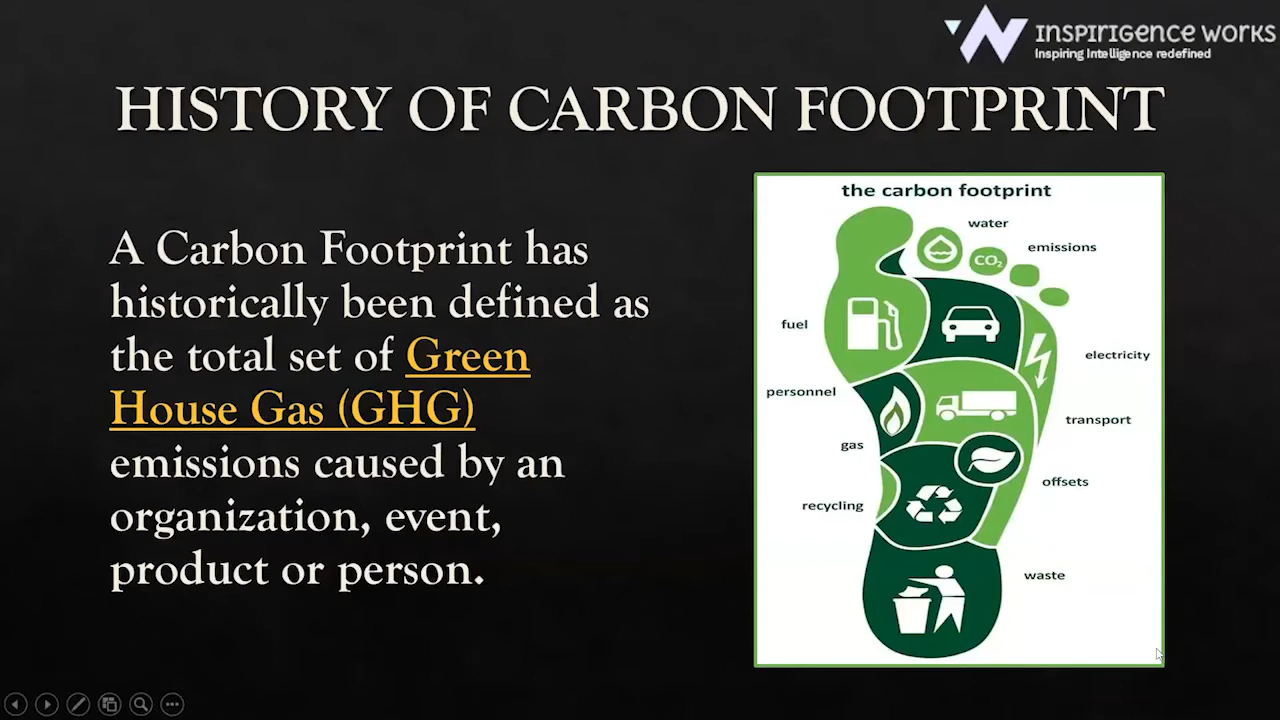 INSPIRIGENCE WORKS
Inspiring Intelligence redefined
HISTORY OF CARBON FOOTPRINT
A Carbon Footprint has
historically been defined as
the total set of Green
House Gas (GHG)
emissions caused by an
organization, event,
product or person.
the carbon footprint
water
emissions
CO₂
fuel
electricity
personnel
transport
gas
offsets
recycling
waste